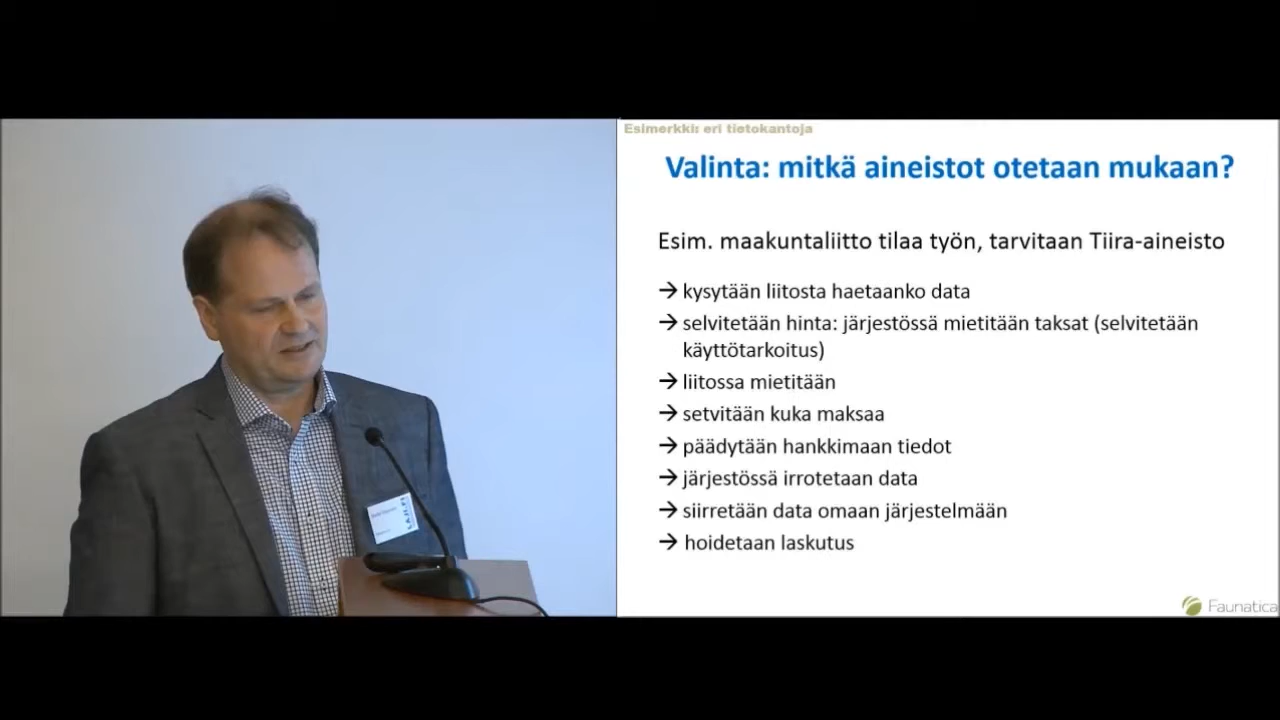 Esimerkki: eri tietokantoja
Valinta: mitkä aineistot otetaan mukaan?
Esim. maakuntaliitto tilaa työn, tarvitaan Tiira-aineisto
→ kysytään liitosta haetaanko data
→ selvitetään hinta: järjestössä mietitään taksat (selvitetään
käyttötarkoitus)
→ liitossa mietitään
→ setvitään kuka maksaa
→ päädytään hankkimaan tiedot
→ järjestössä irrotetaan data
→ siirretään data omaan järjestelmään
→ hoidetaan laskutus
Faunatica